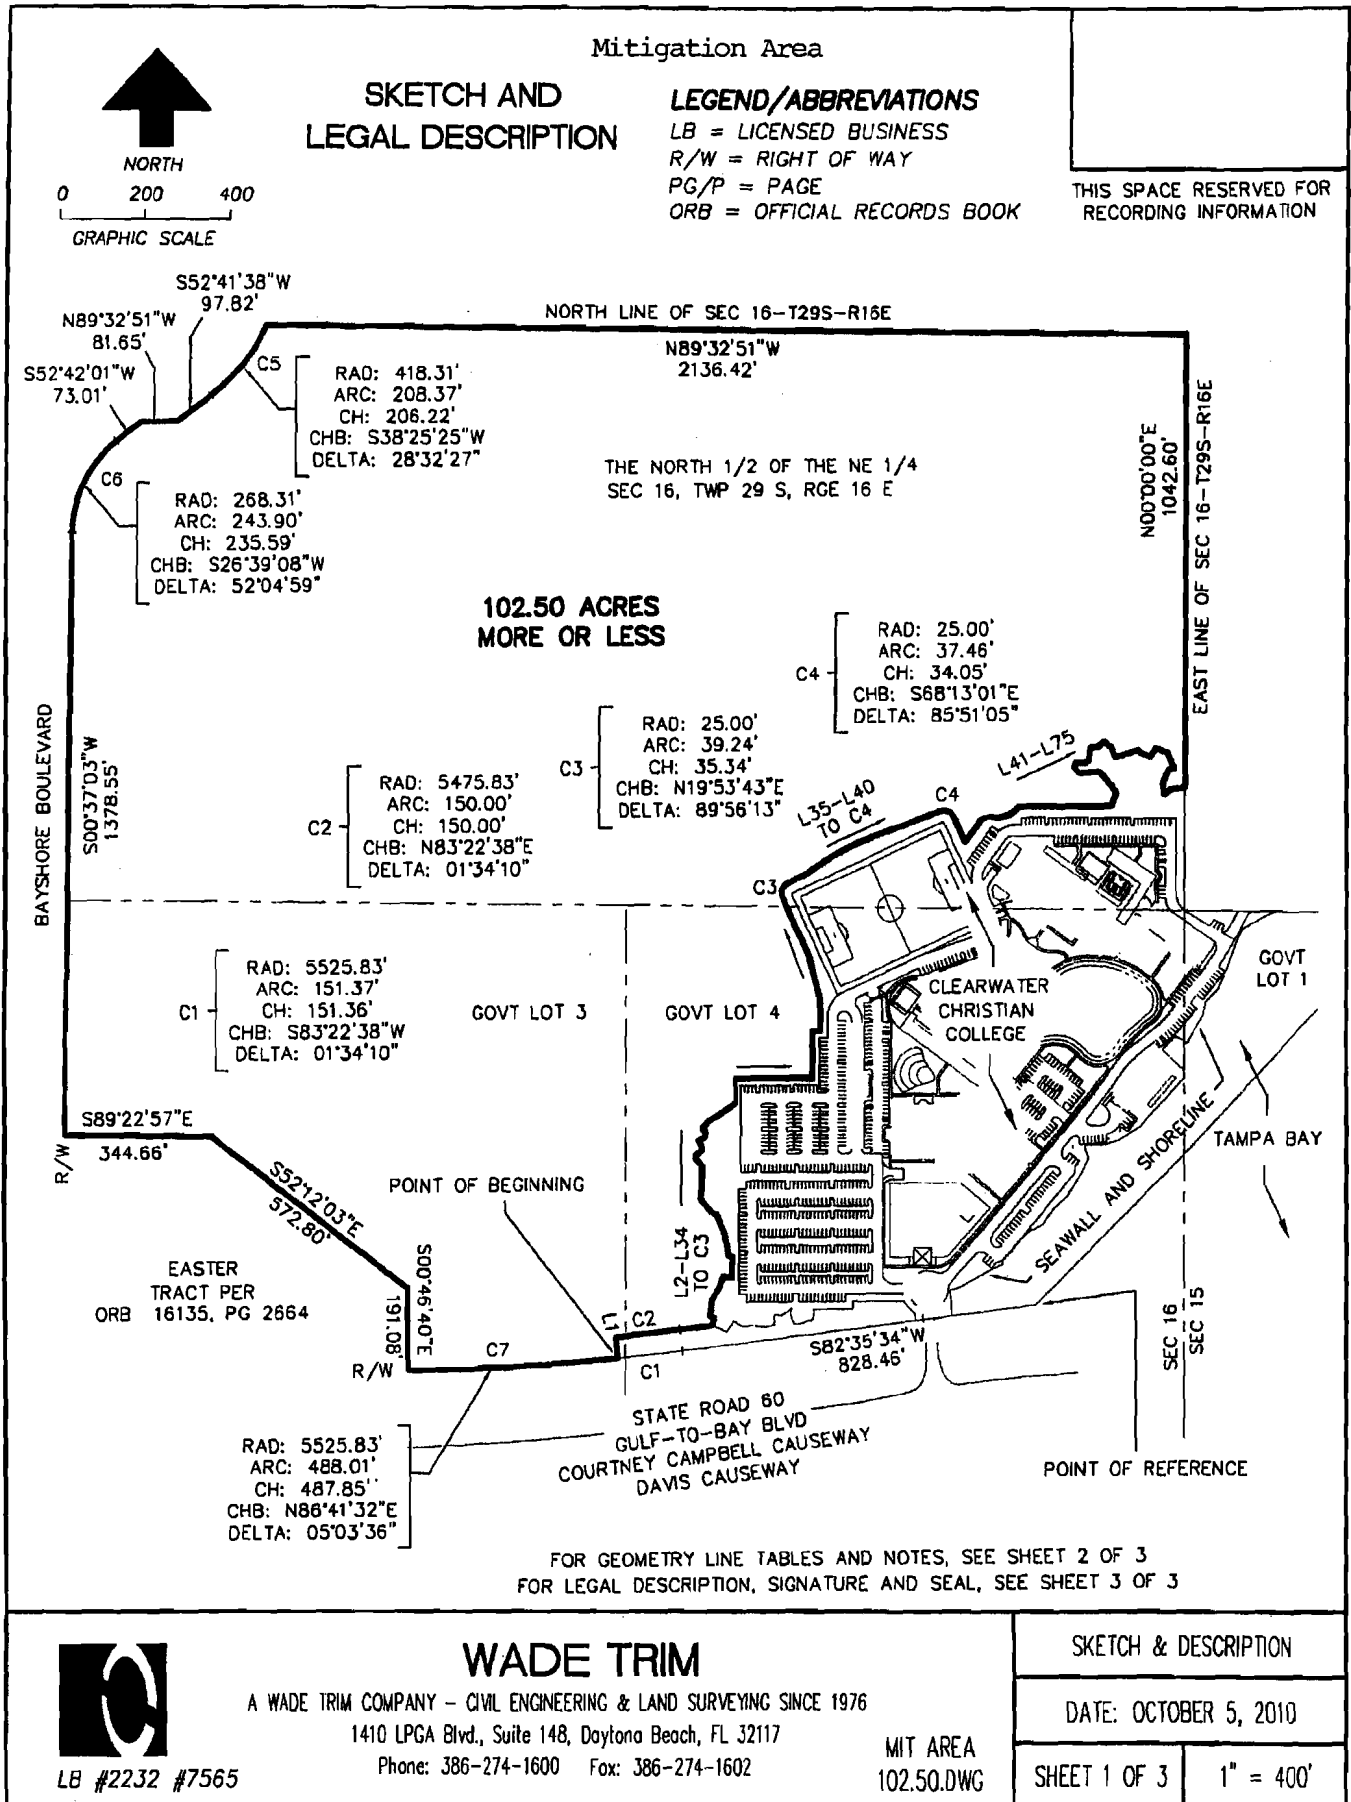 Mitigation Area
SKETCH AND
LEGAL DESCRIPTION
LEGEND/ABBREVIATIONS
LB = LICENSED BUSINESS
R/W = RIGHT OF WAY
PG/P = PAGE
ORB = OFFICIAL RECORDS BOOK
THIS SPACE RESERVED FOR
RECORDING INFORMATION
NORTH
0 200 400
GRAPHIC SCALE
S52°41'38"W
97.82'
N89°32'51"W
81.65'
S52°42'01"W
73.01'
NORTH LINE OF SEC 16-T29S-R16E
N89°32'51"W
2136.42'
C5
RAD: 418.31'
ARC: 208.37'
CH: 206.22'
CHB: S38°25'25"W
DELTA: 28°32'27"
C6
RAD: 268.31'
ARC: 243.90'
CH: 235.59'
CHB: S26°39'08"W
DELTA: 52°04'59"
THE NORTH 1/2 OF THE NE 1/4
SEC 16, TWP 29 S, RGE 16 E
N00°00'00"E
1042.60'
EAST LINE OF SEC 16-T29S-R16E
102.50 ACRES
MORE OR LESS
C4
RAD: 25.00'
ARC: 37.46'
CH: 34.05'
CHB: S68°13'01"E
DELTA: 85°51'05"
C3
RAD: 25.00'
ARC: 39.24'
CH: 35.34'
CHB: N19°53'43"E
DELTA: 89°56'13"
C2
RAD: 5475.83'
ARC: 150.00'
CH: 150.00'
CHB: N83°22'38"E
DELTA: 01°34'10"
L41-L75
L35-L40
TO C4
C4
C3
BAYSHORE BOULEVARD
S00°37'03"W
1378.55'
C1
RAD: 5525.83'
ARC: 151.37'
CH: 151.36'
CHB: S83°22'38"W
DELTA: 01°34'10"
GOVT LOT 3
GOVT LOT 4
CLEARWATER
CHRISTIAN
COLLEGE
GOVT
LOT 1
TAMPA BAY
SEAWALL AND SHORELINE
S89°22'57"E
344.66'
R/W
S52°12'03"E
572.80'
POINT OF BEGINNING
L2-L34
TO C3
EASTER
TRACT PER
ORB 16135, PG 2664
S00°46'40"E
191.08'
R/W
C7
L1
C2
C1
S82°35'34"W
828.46'
SEC 16
SEC 15
STATE ROAD 60
GULF-TO-BAY BLVD
COURTNEY CAMPBELL CAUSEWAY
DAVIS CAUSEWAY
RAD: 5525.83'
ARC: 488.01'
CH: 487.85''
CHB: N86°41'32"E
DELTA: 05°03'36"
POINT OF REFERENCE
FOR GEOMETRY LINE TABLES AND NOTES, SEE SHEET 2 OF 3
FOR LEGAL DESCRIPTION, SIGNATURE AND SEAL, SEE SHEET 3 OF 3
LB #2232 #7565
WADE TRIM
A WADE TRIM COMPANY - CIVIL ENGINEERING & LAND SURVEYING SINCE 1976
1410 LPGA Blvd., Suite 148, Daytona Beach, FL 32117
Phone: 386-274-1600 Fax: 386-274-1602
MIT AREA
102.50.DWG
SKETCH & DESCRIPTION
DATE: OCTOBER 5, 2010
SHEET 1 OF 3
1" = 400'